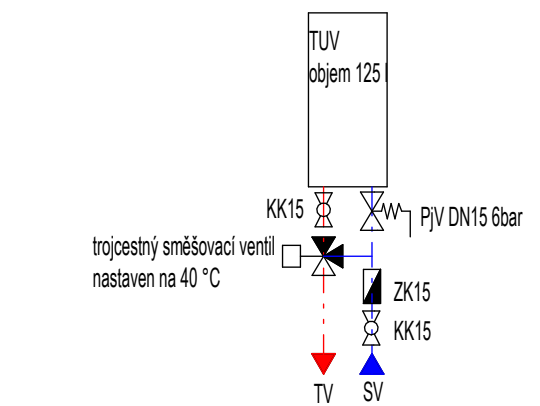 TUV
objem 125 l
KK15
PjV DN15 6bar
trojcestný směšovací ventil
nastaven na 40 °C
ZK15
KK15
TV
SV